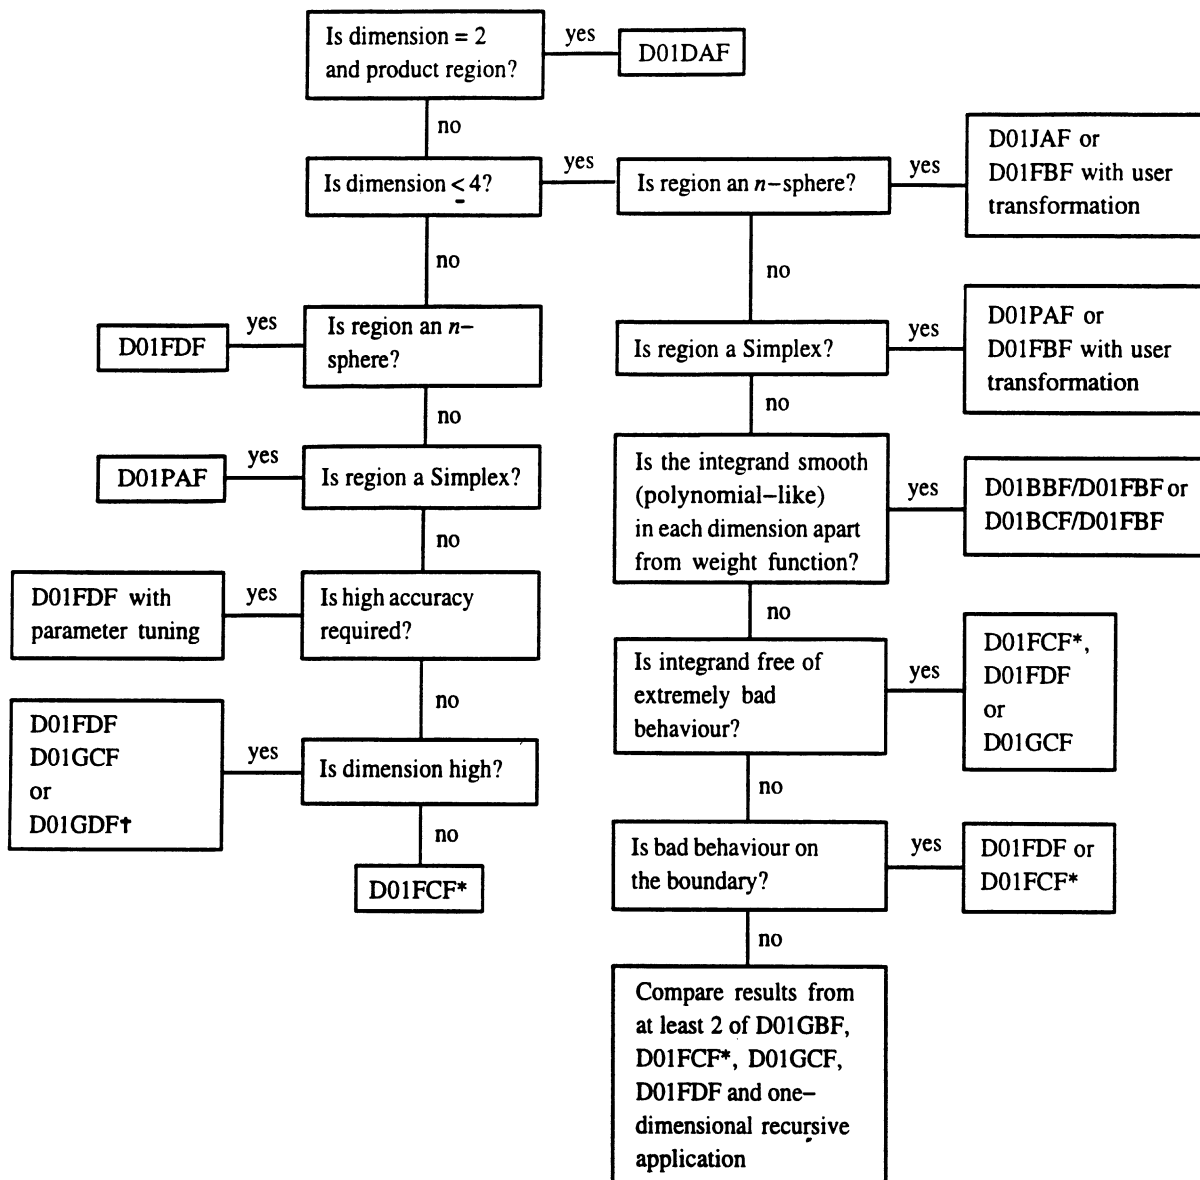 Is dimension = 2
and product region?
yes
D01DAF
no
Is dimension ≤ 4?
yes
Is region an n-sphere?
yes
D01JAF or
D01FBF with user
transformation
no
no
Is region an n-
sphere?
yes
D01FDF
Is region a Simplex?
yes
D01PAF or
D01FBF with user
transformation
no
no
Is region a Simplex?
yes
D01PAF
Is the integrand smooth
(polynomial-like)
in each dimension apart
from weight function?
yes
D01BBF/D01FBF or
D01BCF/D01FBF
no
no
Is high accuracy
required?
yes
D01FDF with
parameter tuning
Is integrand free of
extremely bad
behaviour?
yes
D01FCF*,
D01FDF
or
D01GCF
no
no
Is dimension high?
yes
D01FDF
D01GCF
or
D01GDF†
no
D01FCF*
Is bad behaviour on
the boundary?
yes
D01FDF or
D01FCF*
no
Compare results from
at least 2 of D01GBF,
D01FCF*, D01GCF,
D01FDF and one-
dimensional recursive
application